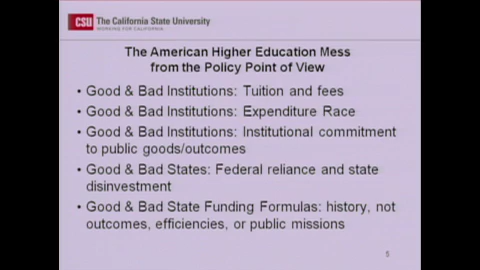 CSU The California State University
WORKING FOR CALIFORNIA
The American Higher Education Mess
from the Policy Point of View
• Good & Bad Institutions: Tuition and fees
• Good & Bad Institutions: Expenditure Race
• Good & Bad Institutions: Institutional commitment
to public goods/outcomes
• Good & Bad States: Federal reliance and state
disinvestment
• Good & Bad State Funding Formulas: history, not
outcomes, efficiencies, or public missions
5